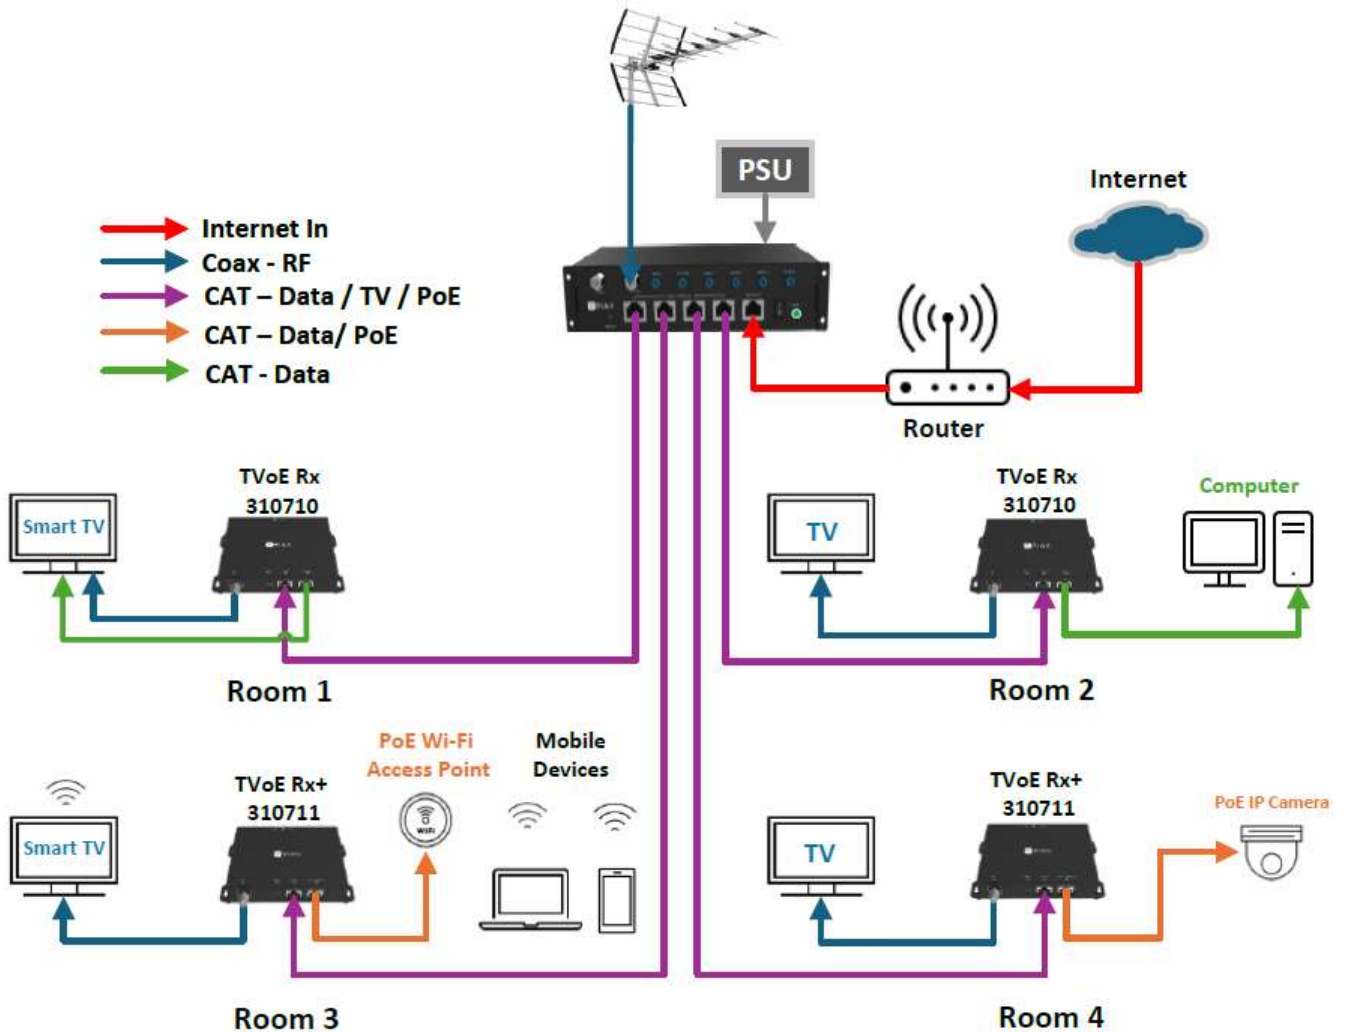 PSU
Internet
Internet In
Coax - RF
CAT – Data / TV / PoE
CAT – Data/ PoE
CAT - Data
Router
TVoE Rx
310710
Smart TV
Room 1
TVoE Rx
310710
TV
Computer
Room 2
PoE Wi-Fi
Access Point
Mobile
Devices
TVoE Rx+
310711
Smart TV
WiFi
Room 3
TVoE Rx+
310711
TV
PoE IP Camera
Room 4